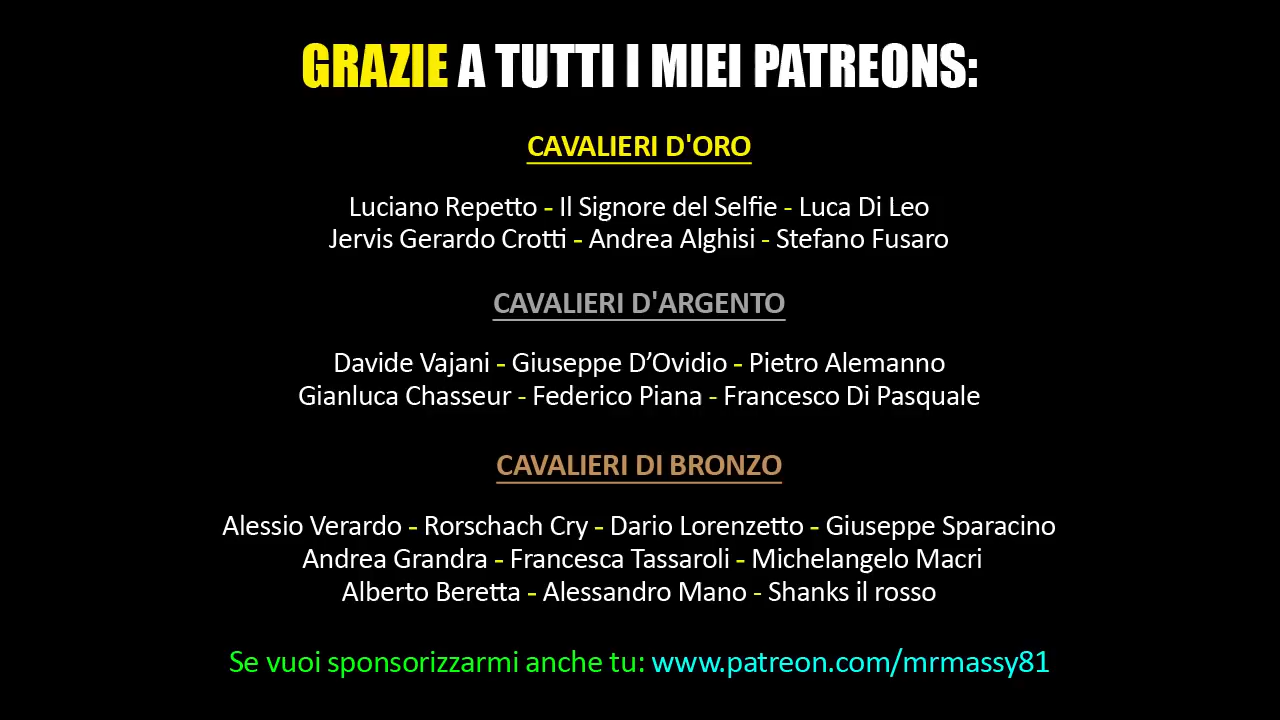 GRAZIE A TUTTI I MIEI PATREONS:
CAVALIERI D'ORO
Luciano Repetto - Il Signore del Selfie - Luca Di Leo
Jervis Gerardo Crotti - Andrea Alghisi - Stefano Fusaro
CAVALIERI D'ARGENTO
Davide Vajani - Giuseppe D’Ovidio - Pietro Alemanno
Gianluca Chasseur - Federico Piana - Francesco Di Pasquale
CAVALIERI DI BRONZO
Alessio Verardo - Rorschach Cry - Dario Lorenzetto - Giuseppe Sparacino
Andrea Grandra - Francesca Tassaroli - Michelangelo Macri
Alberto Beretta - Alessandro Mano - Shanks il rosso
Se vuoi sponsorizzarmi anche tu: www.patreon.com/mrmassy81